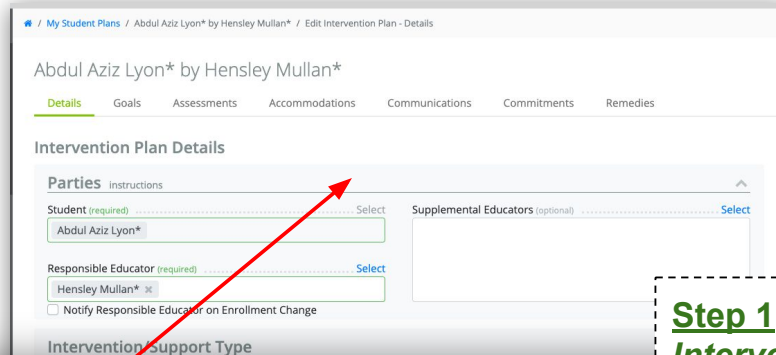 / My Student Plans / Abdul Aziz Lyon* by Hensley Mullan* / Edit Intervention Plan - Details
Abdul Aziz Lyon* by Hensley Mullan*
Details Goals Assessments Accommodations Communications Commitments Remedies
Intervention Plan Details
Parties instructions
Student (required) Select
Abdul Aziz Lyon*
Supplemental Educators (optional) Select
Responsible Educator (required) Select
Hensley Mullan* ×
Notify Responsible Educator on Enrollment Change
Intervention/Support Type
Step 1